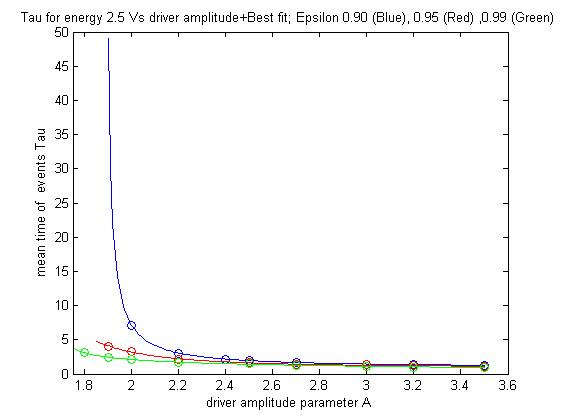 Tau for energy 2.5 Vs driver amplitude+Best fit; Epsilon 0.90 (Blue), 0.95 (Red) ,0.99 (Green)
50
45
40
35
30
25
20
15
10
5
0
mean time of events Tau
1.8 2 2.2 2.4 2.6 2.8 3 3.2 3.4 3.6
driver amplitude parameter A